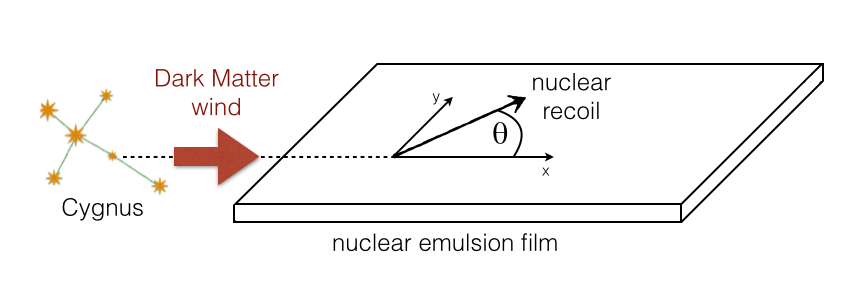 Dark Matter
wind
nuclear
recoil
y
θ
x
Cygnus
nuclear emulsion film